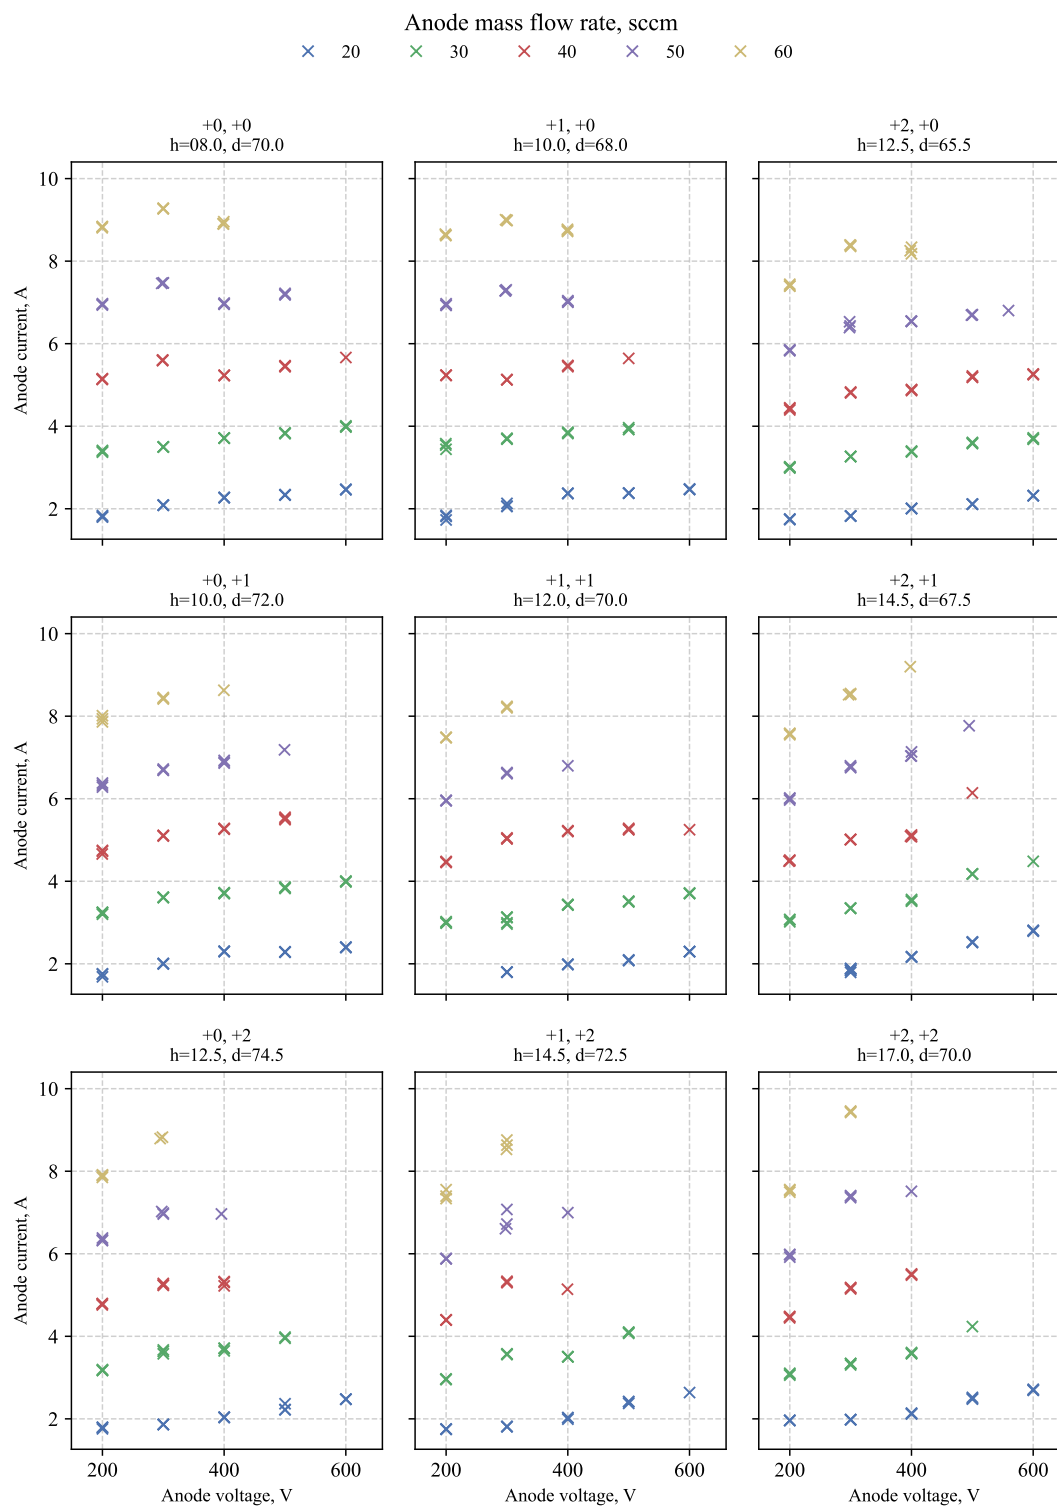 Anode mass flow rate, sccm
20 30 40 50 60
+0, +0
h=08.0, d=70.0
+1, +0
h=10.0, d=68.0
+2, +0
h=12.5, d=65.5
10
8
6
4
2
Anode current, A
+0, +1
h=10.0, d=72.0
+1, +1
h=12.0, d=70.0
+2, +1
h=14.5, d=67.5
10
8
6
4
2
Anode current, A
+0, +2
h=12.5, d=74.5
+1, +2
h=14.5, d=72.5
+2, +2
h=17.0, d=70.0
10
8
6
4
2
Anode current, A
200 400 600
Anode voltage, V
200 400 600
Anode voltage, V
200 400 600
Anode voltage, V